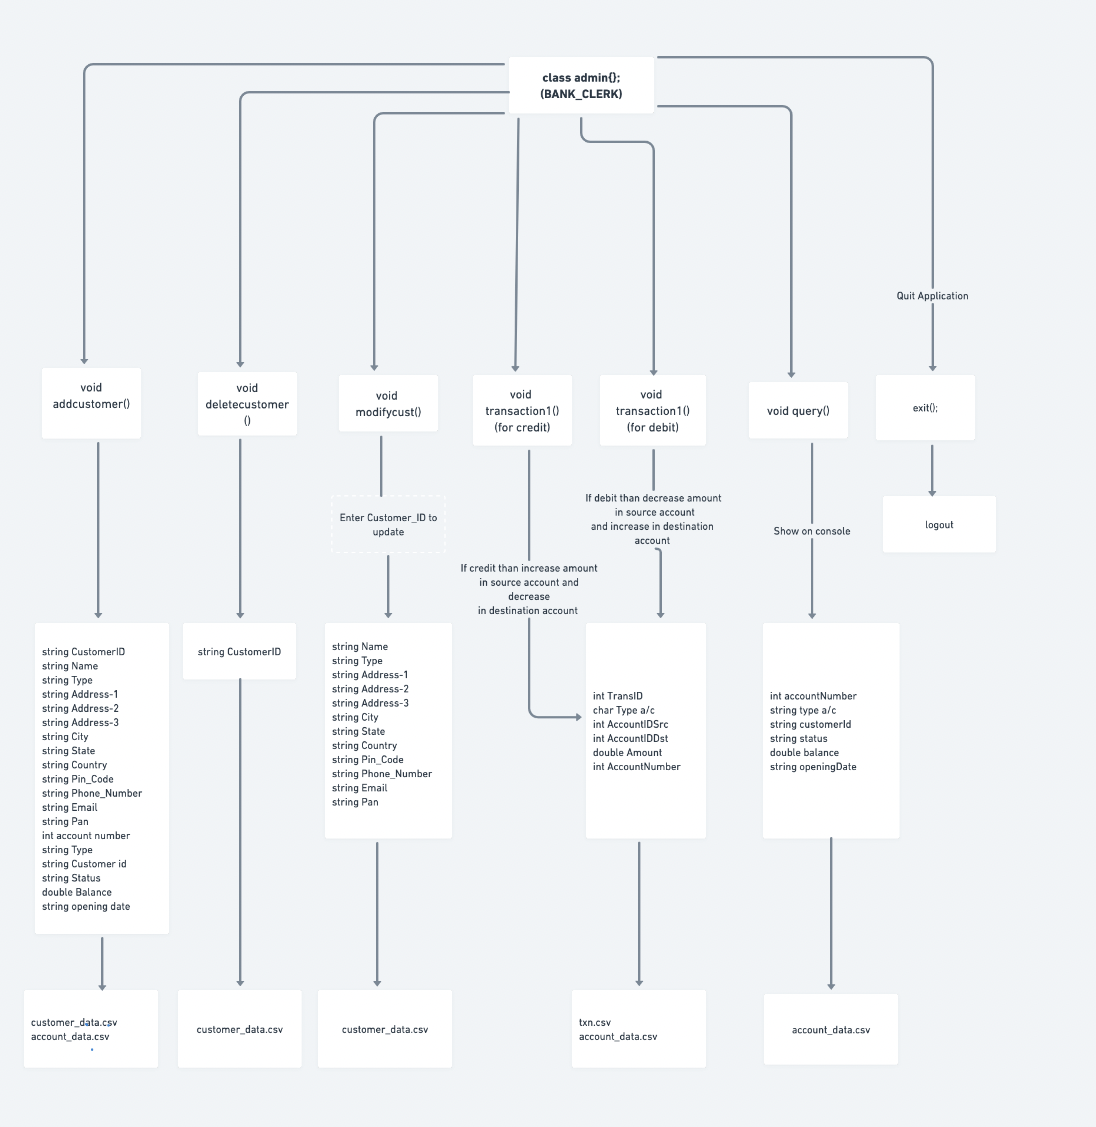 class admin{};
(BANK_CLERK)
Quit Application
void
addcustomer()
void
deletecustomer
()
void
modifycust()
void
transaction1()
(for credit)
void
transaction1()
(for debit)
void query()
exit();
Enter Customer_ID to
update
If debit than decrease amount
in source account
and increase in destination
account
Show on console
logout
If credit than increase amount
in source account and
decrease
in destination account
string CustomerID
string Name
string Type
string Address-1
string Address-2
string Address-3
string City
string State
string Country
string Pin_Code
string Phone_Number
string Email
string Pan
int account number
string Type
string Customer id
string Status
double Balance
string opening date
string CustomerID
string Name
string Type
string Address-1
string Address-2
string Address-3
string City
string State
string Country
string Pin_Code
string Phone_Number
string Email
string Pan
int TransID
char Type a/c
int AccountIDSrc
int AccountIDDst
double Amount
int AccountNumber
int accountNumber
string type a/c
string customerId
string status
double balance
string openingDate
customer_data.csv
account_data.csv
customer_data.csv
customer_data.csv
txn.csv
account_data.csv
account_data.csv